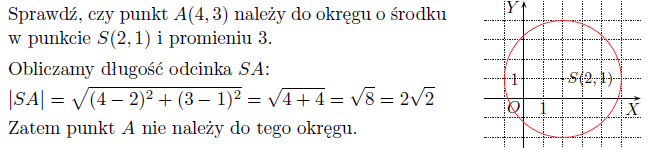 Sprawdź, czy punkt A(4, 3) należy do okręgu o środku
w punkcie S(2, 1) i promieniu 3.
Obliczamy długość odcinka SA:
|SA| = √((4 − 2)² + (3 − 1)²) = √(4 + 4) = √8 = 2√2
Zatem punkt A nie należy do tego okręgu.
Y
1
S(2, 1)
O
1
X